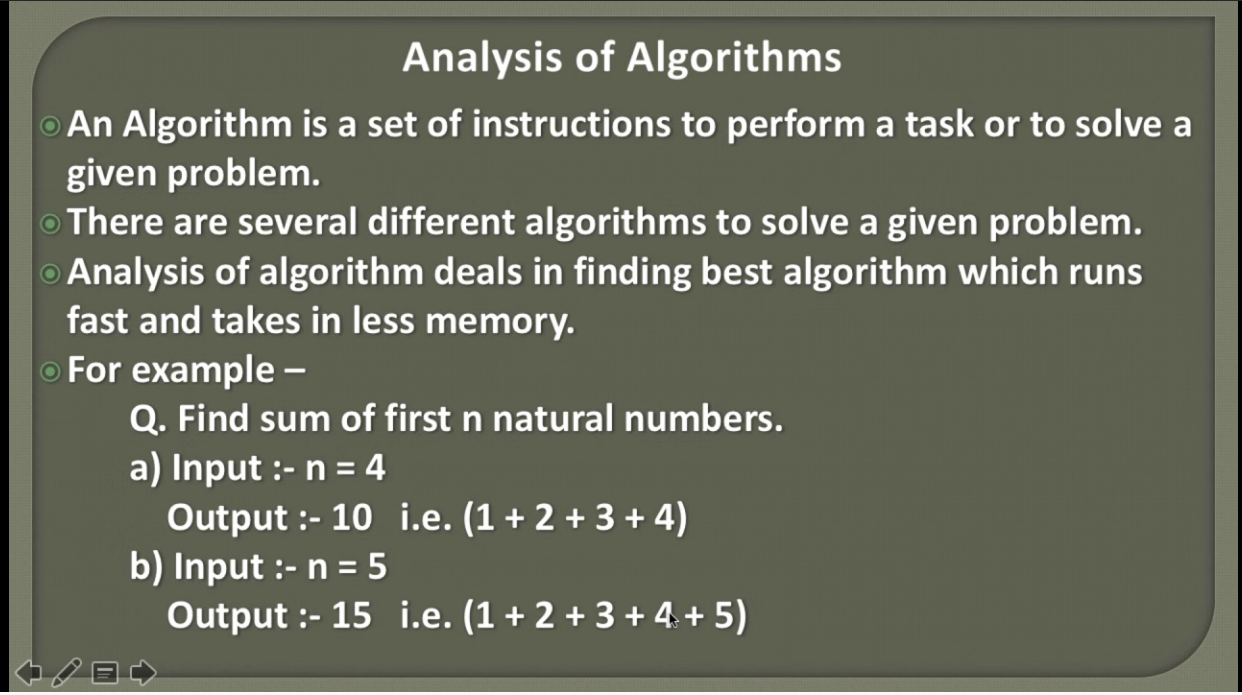 Analysis of Algorithms
An Algorithm is a set of instructions to perform a task or to solve a
given problem.
There are several different algorithms to solve a given problem.
Analysis of algorithm deals in finding best algorithm which runs
fast and takes in less memory.
For example –
Q. Find sum of first n natural numbers.
a) Input :- n = 4
Output :- 10 i.e. (1 + 2 + 3 + 4)
b) Input :- n = 5
Output :- 15 i.e. (1 + 2 + 3 + 4 + 5)